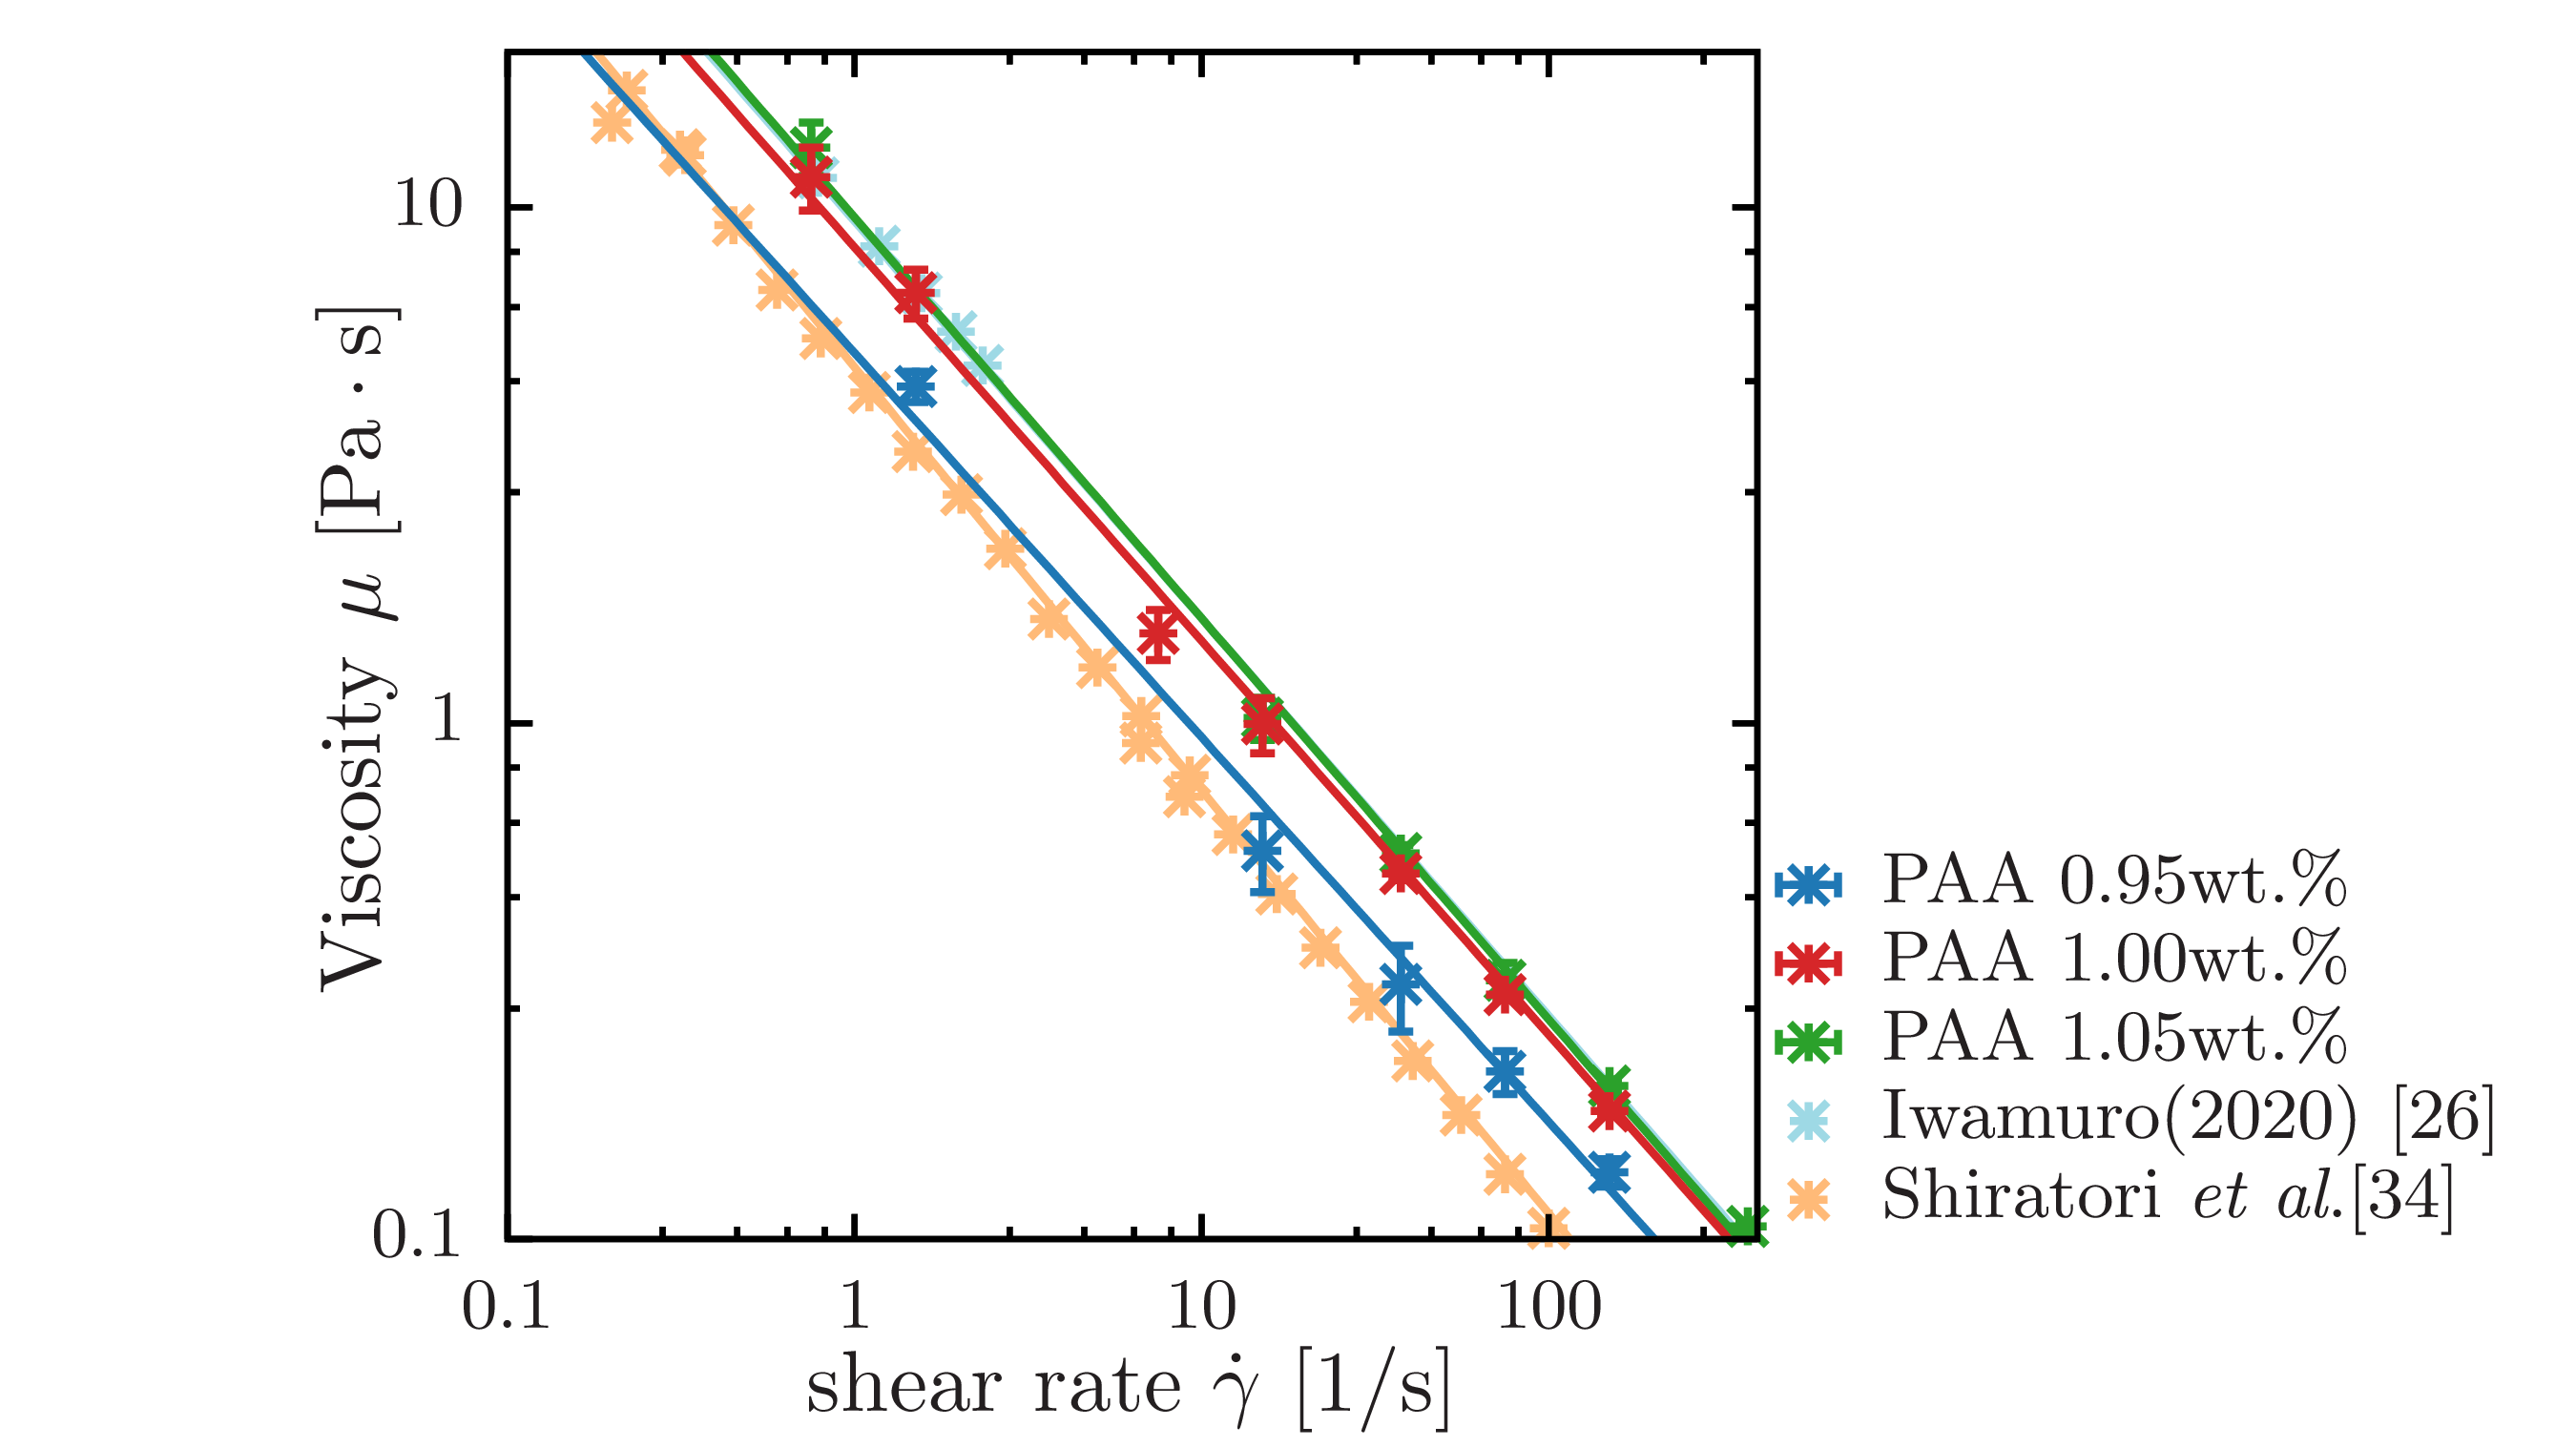 Viscosity μ [Pa · s]
10
1
0.1
0.1 1 10 100
shear rate γ̇ [1/s]
PAA 0.95wt.%
PAA 1.00wt.%
PAA 1.05wt.%
Iwamuro(2020) [26]
Shiratori et al.[34]